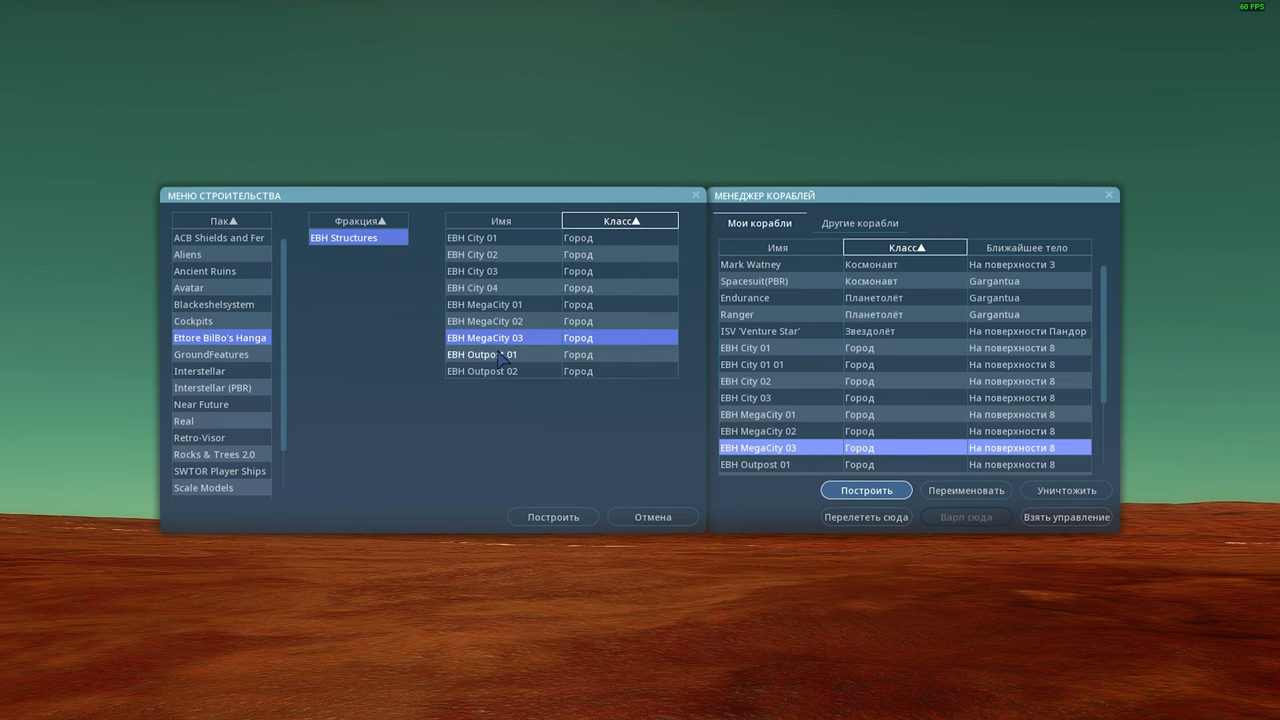 60 FPS
МЕНЮ СТРОИТЕЛЬСТВА
Пак▲
ACB Shields and Fer
Aliens
Ancient Ruins
Avatar
Blackeshelsystem
Cockpits
Ettore BilBo's Hanga
GroundFeatures
Interstellar
Interstellar (PBR)
Near Future
Real
Retro-Visor
Rocks & Trees 2.0
SWTOR Player Ships
Scale Models
Фракция▲
EBH Structures
Имя Класс▲
EBH City 01 Город
EBH City 02 Город
EBH City 03 Город
EBH City 04 Город
EBH MegaCity 01 Город
EBH MegaCity 02 Город
EBH MegaCity 03 Город
EBH Outpost 01 Город
EBH Outpost 02 Город
Построить Отмена
МЕНЕДЖЕР КОРАБЛЕЙ
Мои корабли Другие корабли
Имя Класс▲ Ближайшее тело
Mark Watney Космонавт На поверхности 3
Spacesuit(PBR) Космонавт Gargantua
Endurance Планетолёт Gargantua
Ranger Планетолёт Gargantua
ISV 'Venture Star' Звездолёт На поверхности Пандор
EBH City 01 Город На поверхности 8
EBH City 01 01 Город На поверхности 8
EBH City 02 Город На поверхности 8
EBH City 03 Город На поверхности 8
EBH MegaCity 01 Город На поверхности 8
EBH MegaCity 02 Город На поверхности 8
EBH MegaCity 03 Город На поверхности 8
EBH Outpost 01 Город На поверхности 8
Построить Переименовать Уничтожить
Перелететь сюда Варп сюда Взять управление